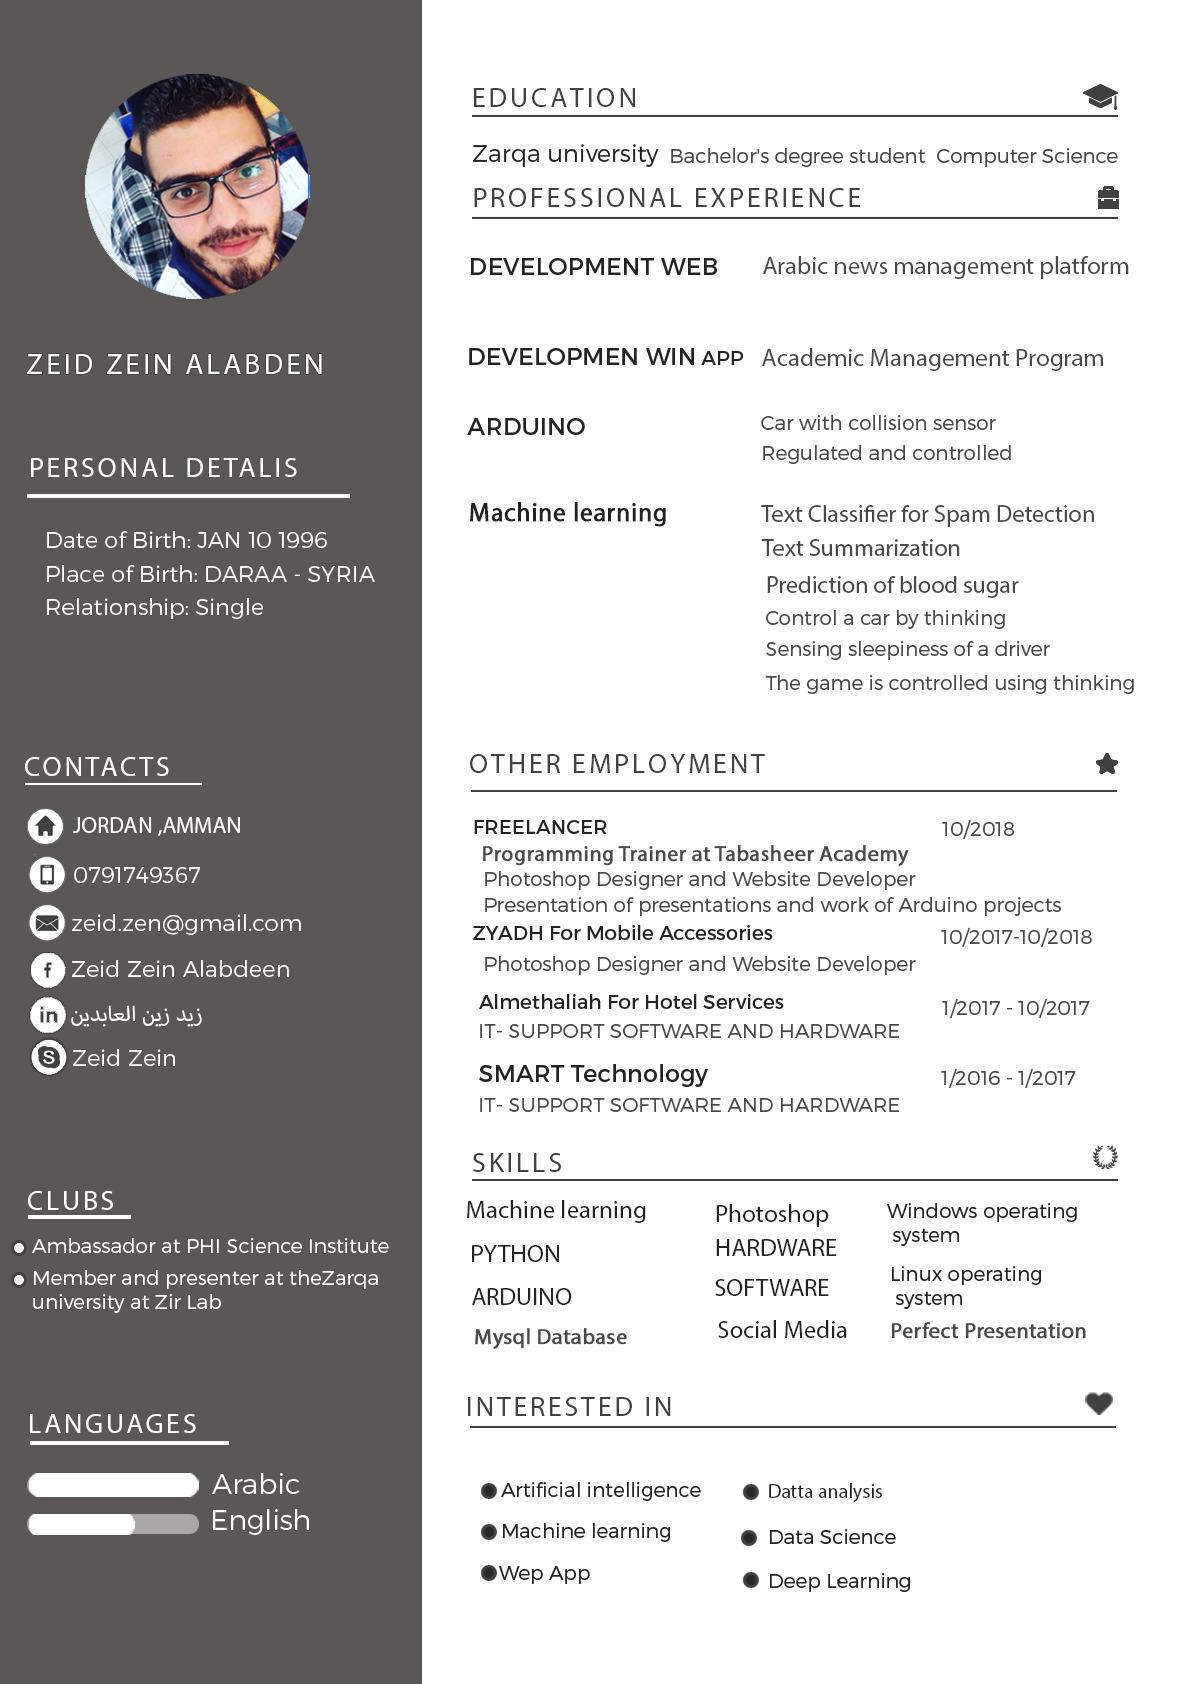 ZEID ZEIN ALABDEN
PERSONAL DETALIS
Date of Birth: JAN 10 1996
Place of Birth: DARAA - SYRIA
Relationship: Single
CONTACTS
JORDAN ,AMMAN
0791749367
zeid.zen@gmail.com
f Zeid Zein Alabdeen
in زيد زين العابدين
S Zeid Zein
CLUBS
Ambassador at PHI Science Institute
Member and presenter at theZarqa
university at Zir Lab
LANGUAGES
Arabic
English
EDUCATION
Zarqa university Bachelor's degree student Computer Science
PROFESSIONAL EXPERIENCE
DEVELOPMENT WEB Arabic news management platform
DEVELOPMEN WIN APP Academic Management Program
ARDUINO Car with collision sensor
Regulated and controlled
Machine learning Text Classifier for Spam Detection
Text Summarization
Prediction of blood sugar
Control a car by thinking
Sensing sleepiness of a driver
The game is controlled using thinking
OTHER EMPLOYMENT
FREELANCER 10/2018
Programming Trainer at Tabasheer Academy
Photoshop Designer and Website Developer
Presentation of presentations and work of Arduino projects
ZYADH For Mobile Accessories 10/2017-10/2018
Photoshop Designer and Website Developer
Almethaliah For Hotel Services 1/2017 - 10/2017
IT- SUPPORT SOFTWARE AND HARDWARE
SMART Technology 1/2016 - 1/2017
IT- SUPPORT SOFTWARE AND HARDWARE
SKILLS
Machine learning
PYTHON
ARDUINO
Mysql Database
Photoshop
HARDWARE
SOFTWARE
Social Media
Windows operating
system
Linux operating
system
Perfect Presentation
INTERESTED IN
Artificial intelligence
Machine learning
Wep App
Datta analysis
Data Science
Deep Learning